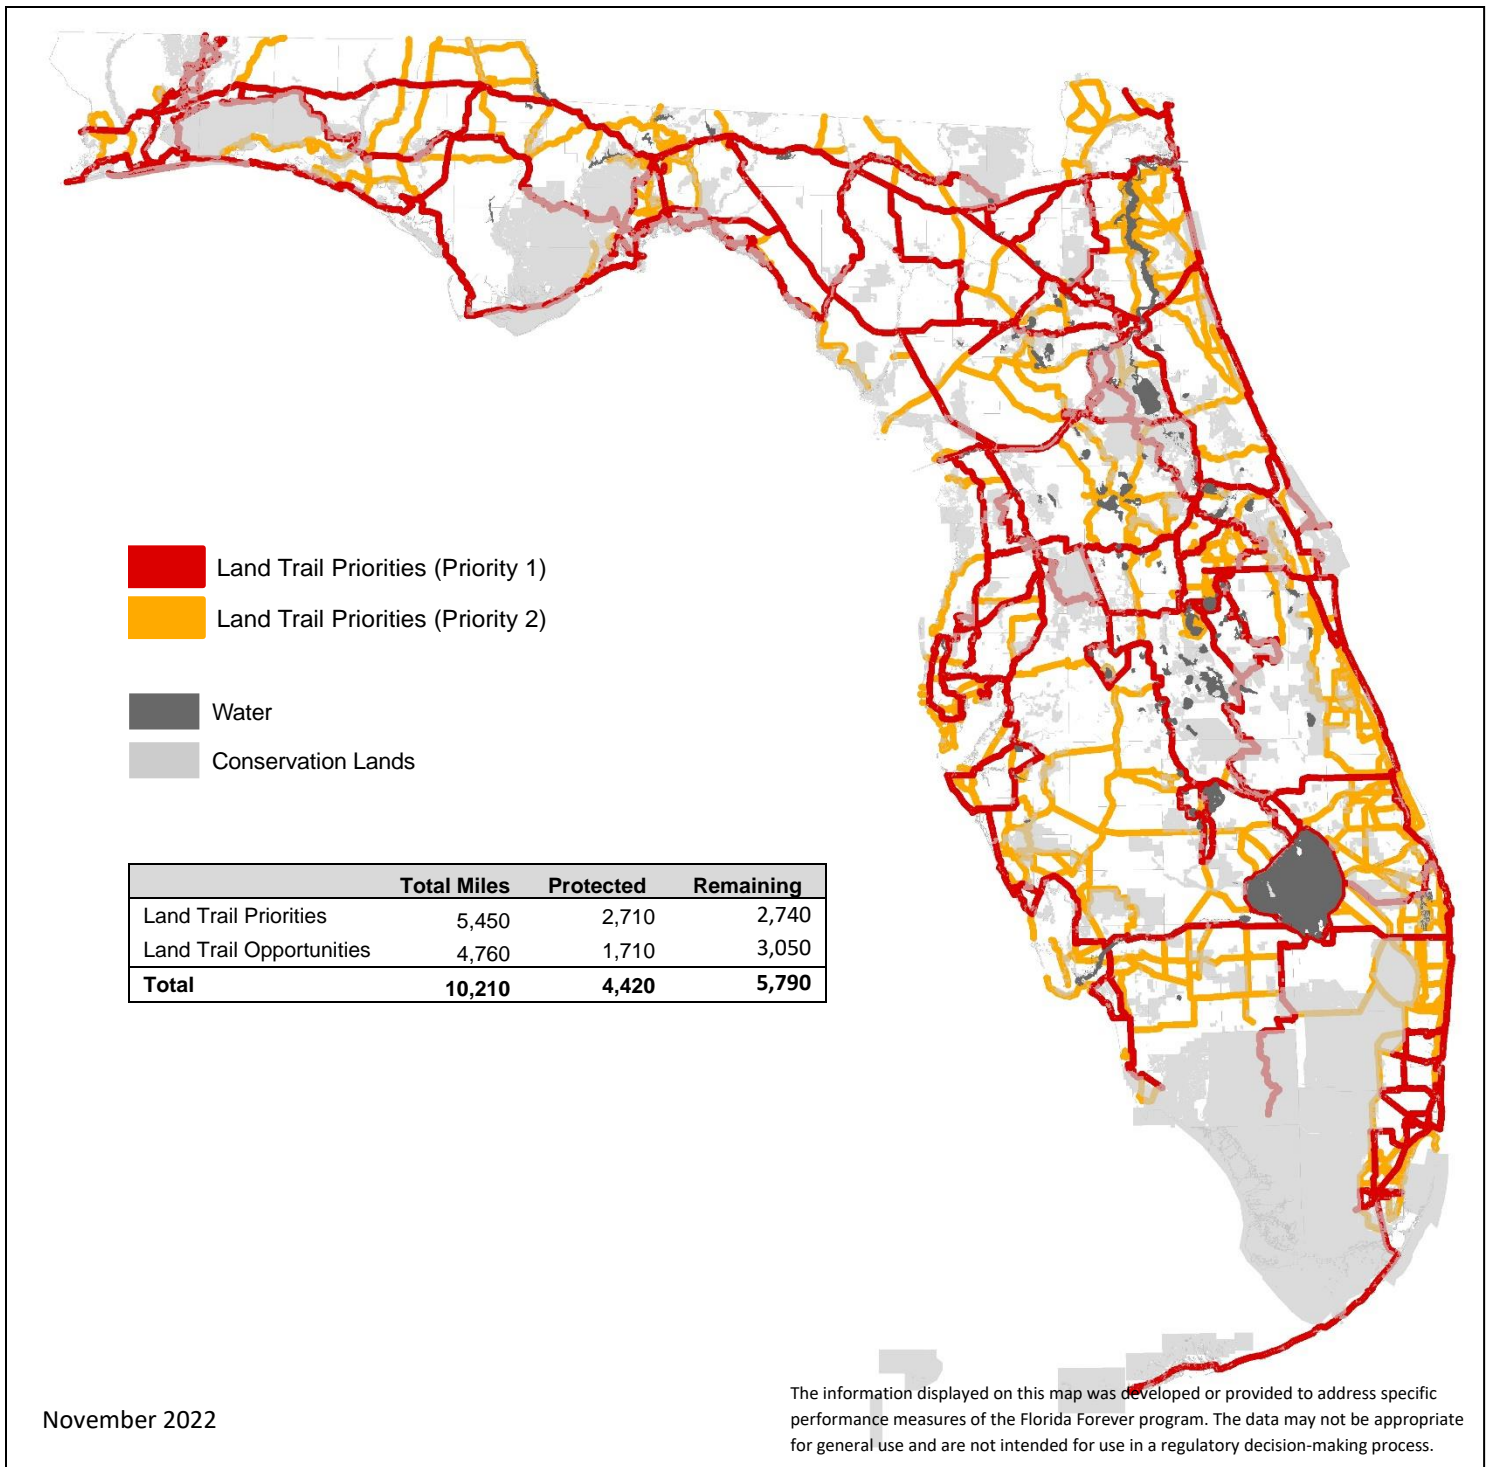 Land Trail Priorities (Priority 1)
Land Trail Priorities (Priority 2)
Water
Conservation Lands
Total Miles Protected Remaining
Land Trail Priorities 5,450 2,710 2,740
Land Trail Opportunities 4,760 1,710 3,050
Total 10,210 4,420 5,790
November 2022
The information displayed on this map was developed or provided to address specific
performance measures of the Florida Forever program. The data may not be appropriate
for general use and are not intended for use in a regulatory decision-making process.